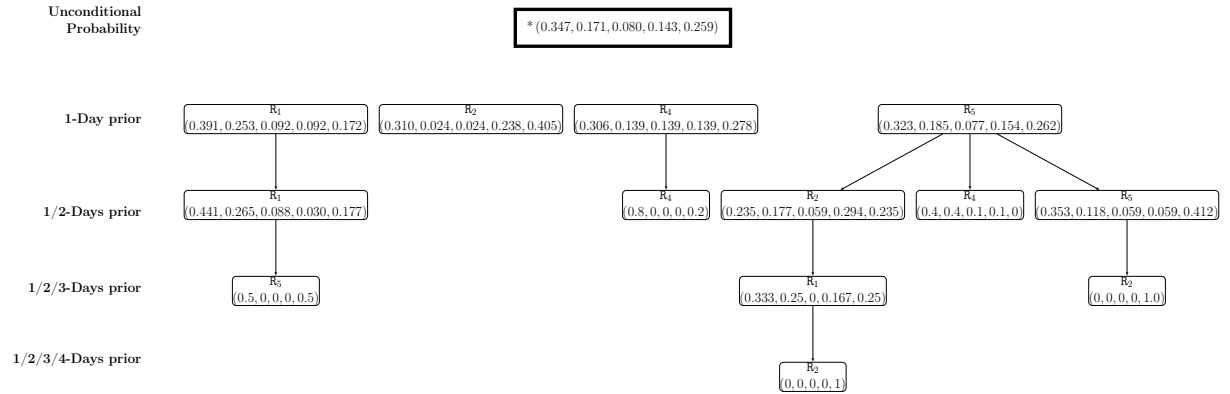 Unconditional
Probability
* (0.347, 0.171, 0.080, 0.143, 0.259)
1-Day prior
R₁
(0.391, 0.253, 0.092, 0.092, 0.172)
R₂
(0.310, 0.024, 0.024, 0.238, 0.405)
R₄
(0.306, 0.139, 0.139, 0.139, 0.278)
R₅
(0.323, 0.185, 0.077, 0.154, 0.262)
1/2-Days prior
R₁
(0.441, 0.265, 0.088, 0.030, 0.177)
R₄
(0.8, 0, 0, 0, 0.2)
R₂
(0.235, 0.177, 0.059, 0.294, 0.235)
R₄
(0.4, 0.4, 0.1, 0.1, 0)
R₅
(0.353, 0.118, 0.059, 0.059, 0.412)
1/2/3-Days prior
R₅
(0.5, 0, 0, 0, 0.5)
R₁
(0.333, 0.25, 0, 0.167, 0.25)
R₂
(0, 0, 0, 0, 1.0)
1/2/3/4-Days prior
R₂
(0, 0, 0, 0, 1)